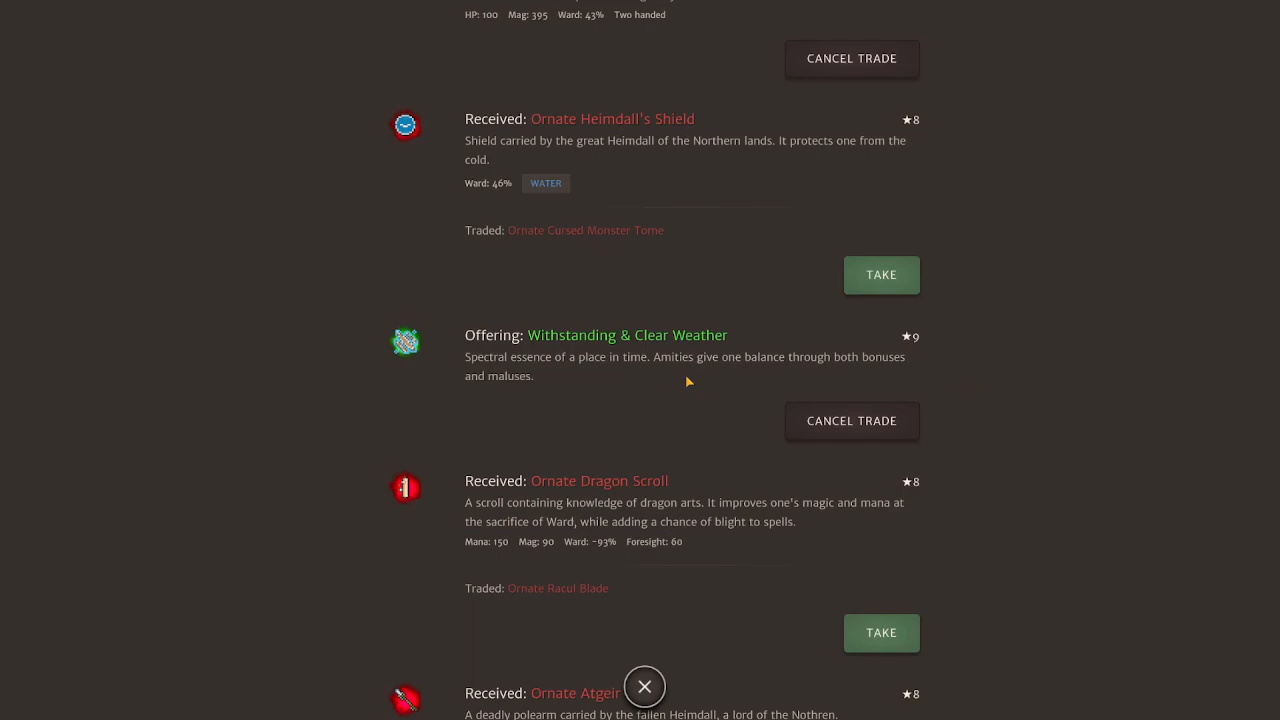 HP: 100 Mag: 395 Ward: 43% Two handed
CANCEL TRADE
Received: Ornate Heimdall's Shield ★8
Shield carried by the great Heimdall of the Northern lands. It protects one from the
cold.
Ward: 46% WATER
Traded: Ornate Cursed Monster Tome
TAKE
Offering: Withstanding & Clear Weather ★9
Spectral essence of a place in time. Amities give one balance through both bonuses
and maluses.
CANCEL TRADE
Received: Ornate Dragon Scroll ★8
A scroll containing knowledge of dragon arts. It improves one's magic and mana at
the sacrifice of Ward, while adding a chance of blight to spells.
Mana: 150 Mag: 90 Ward: -93% Foresight: 60
Traded: Ornate Racul Blade
TAKE
Received: Ornate Atgeir ★8
A deadly polearm carried by the fallen Heimdall, a lord of the Nothren.